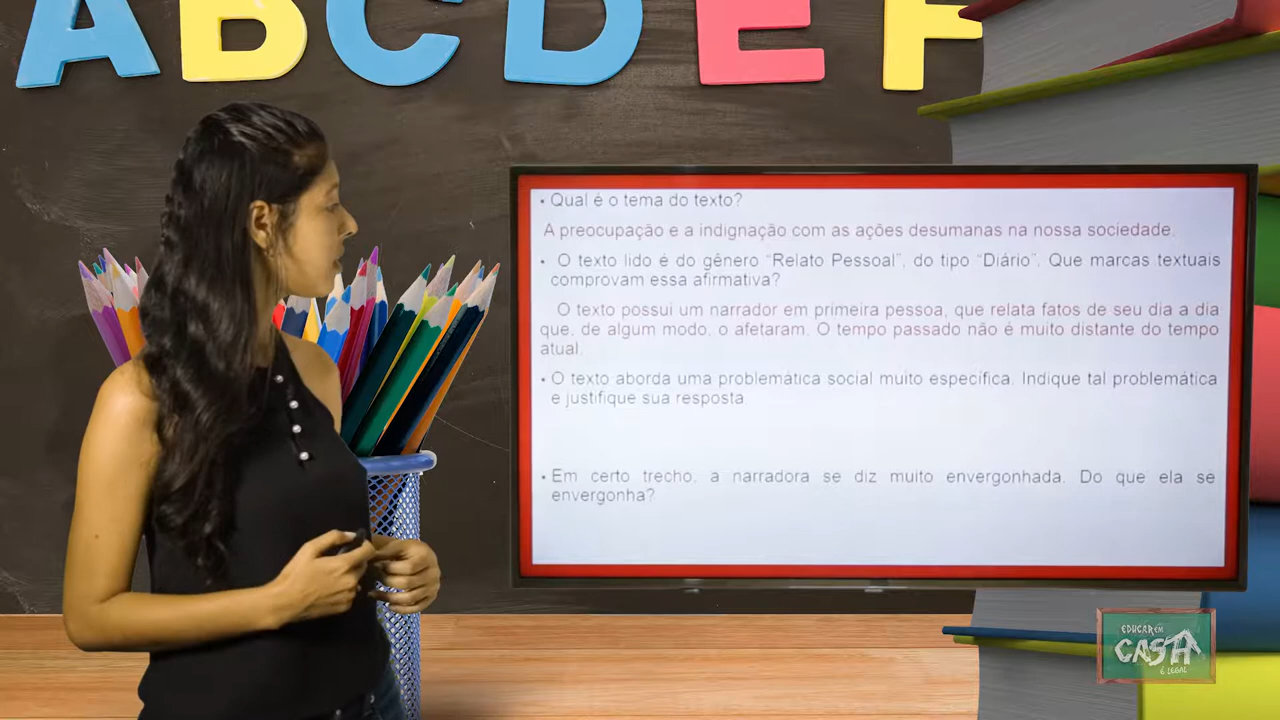 ABCDEF
• Qual é o tema do texto?
A preocupação e a indignação com as ações desumanas na nossa sociedade.
• O texto lido é do gênero “Relato Pessoal”, do tipo “Diário”. Que marcas textuais
comprovam essa afirmativa?
O texto possui um narrador em primeira pessoa, que relata fatos de seu dia a dia
que, de algum modo, o afetaram. O tempo passado não é muito distante do tempo
atual.
• O texto aborda uma problemática social muito específica. Indique tal problemática
e justifique sua resposta.
• Em certo trecho, a narradora se diz muito envergonhada. Do que ela se
envergonha?
EDUCAR EM
CASA
É LEGAL